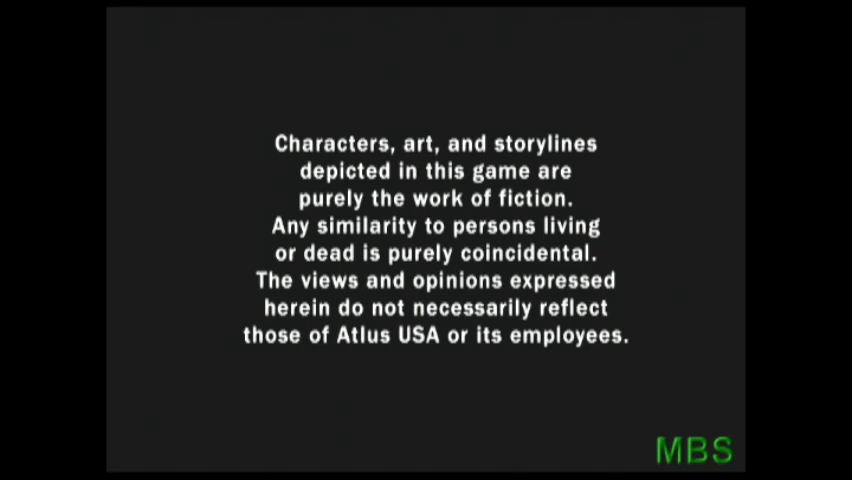 Characters, art, and storylines
depicted in this game are
purely the work of fiction.
Any similarity to persons living
or dead is purely coincidental.
The views and opinions expressed
herein do not necessarily reflect
those of Atlus USA or its employees.
MBS